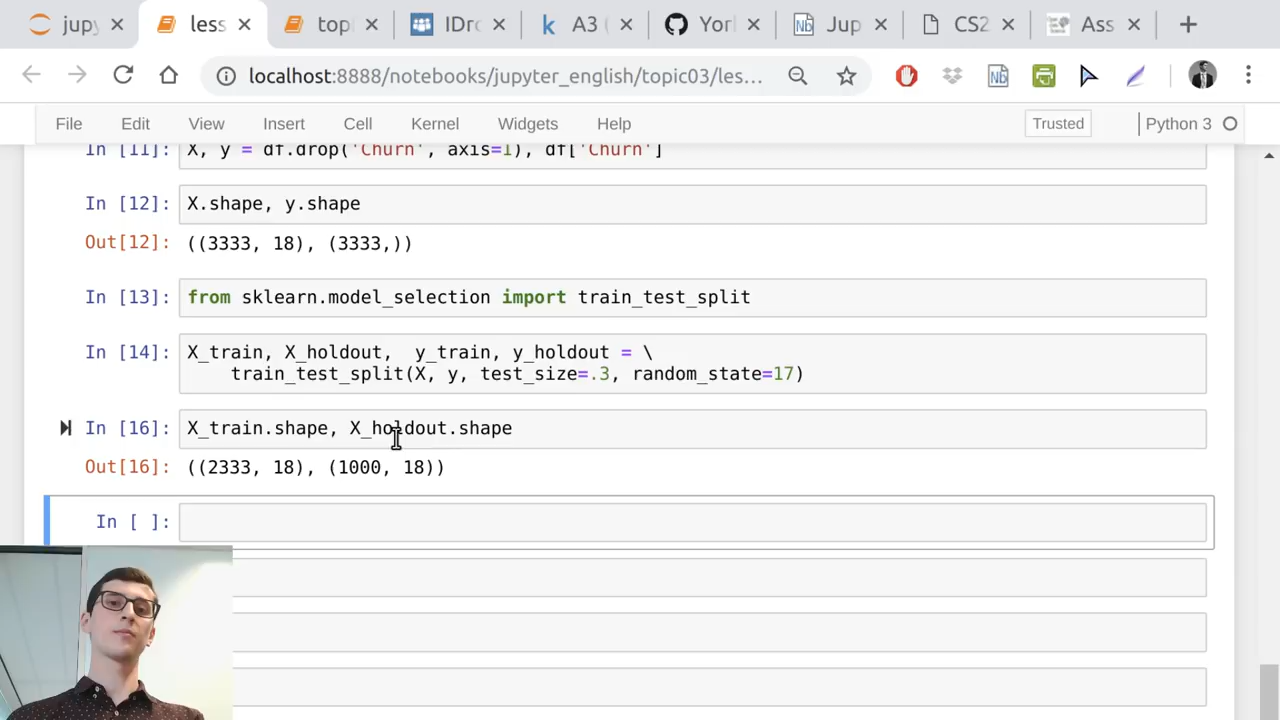 jupy
less
top
IDro
A3 (
Yorl
Jup
CS2
Ass
localhost:8888/notebooks/jupyter_english/topic03/les...
File Edit View Insert Cell Kernel Widgets Help Trusted Python 3
In [11]: X, y = df.drop('Churn', axis=1), df['Churn']
In [12]: X.shape, y.shape
Out[12]: ((3333, 18), (3333,))
In [13]: from sklearn.model_selection import train_test_split
In [14]: X_train, X_holdout,  y_train, y_holdout = \
train_test_split(X, y, test_size=.3, random_state=17)
In [16]: X_train.shape, X_holdout.shape
Out[16]: ((2333, 18), (1000, 18))
In [ ]: